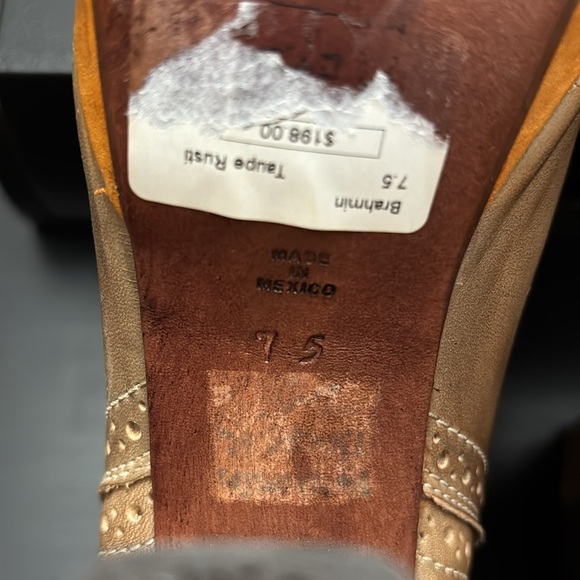 Brahmin
7.5 Taupe Rusti
$198.00
MADE
IN
MEXICO
7 5